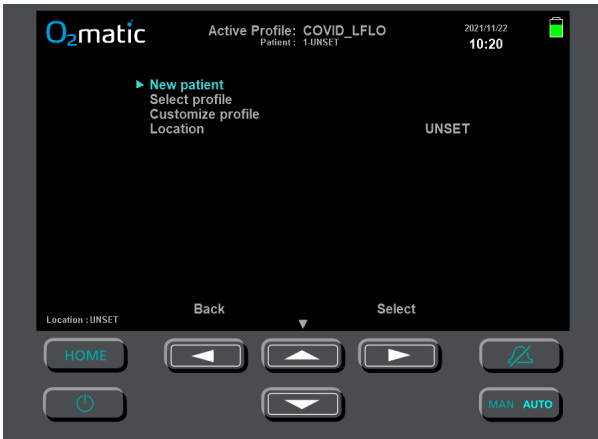 O2matic
Active Profile: COVID_LFLO
Patient : 1-UNSET
2021/11/22
10:20
New patient
Select profile
Customize profile
Location UNSET
Back Select
Location : UNSET
HOME
MAN AUTO